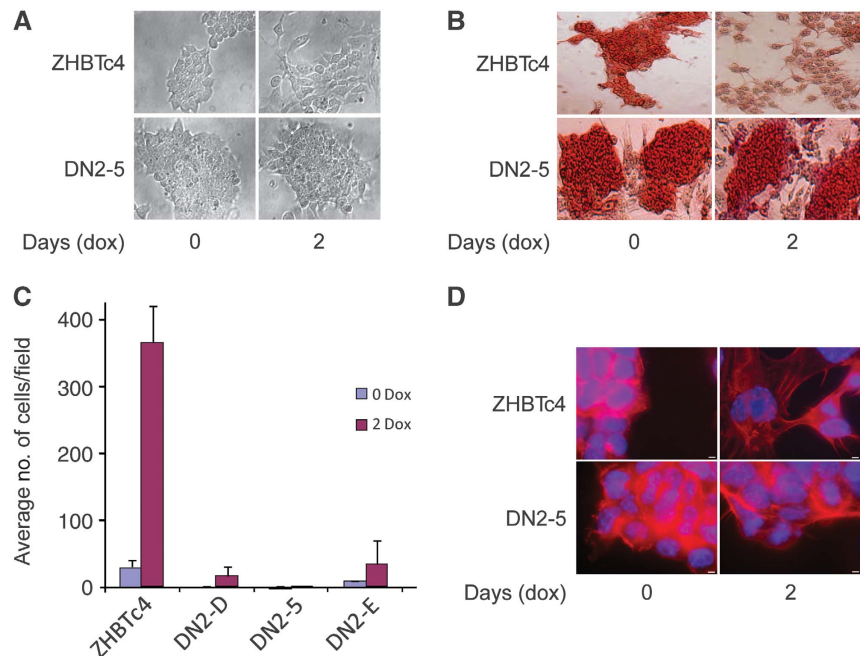 A
ZHBTc4
DN2-5
Days (dox) 0 2
B
ZHBTc4
DN2-5
Days (dox) 0 2
C
Average no. of cells/field
400
300
200
100
0
0 Dox
2 Dox
ZHBTc4 DN2-D DN2-5 DN2-E
D
ZHBTc4
DN2-5
Days (dox) 0 2